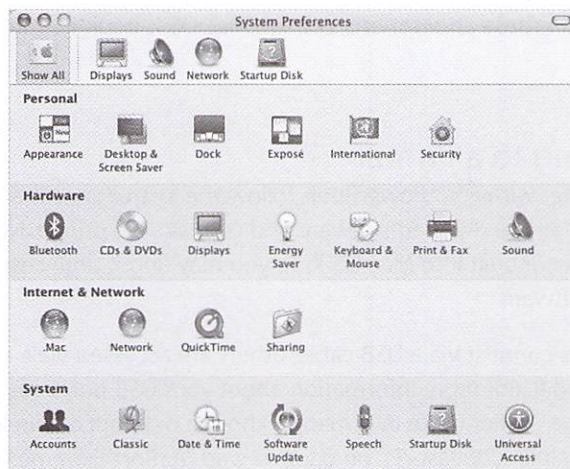 System Preferences
Show All Displays Sound Network Startup Disk
Personal
Appearance Desktop & Screen Saver Dock Exposé International Security
Hardware
Bluetooth CDs & DVDs Displays Energy Saver Keyboard & Mouse Print & Fax Sound
Internet & Network
.Mac Network QuickTime Sharing
System
Accounts Classic Date & Time Software Update Speech Startup Disk Universal Access